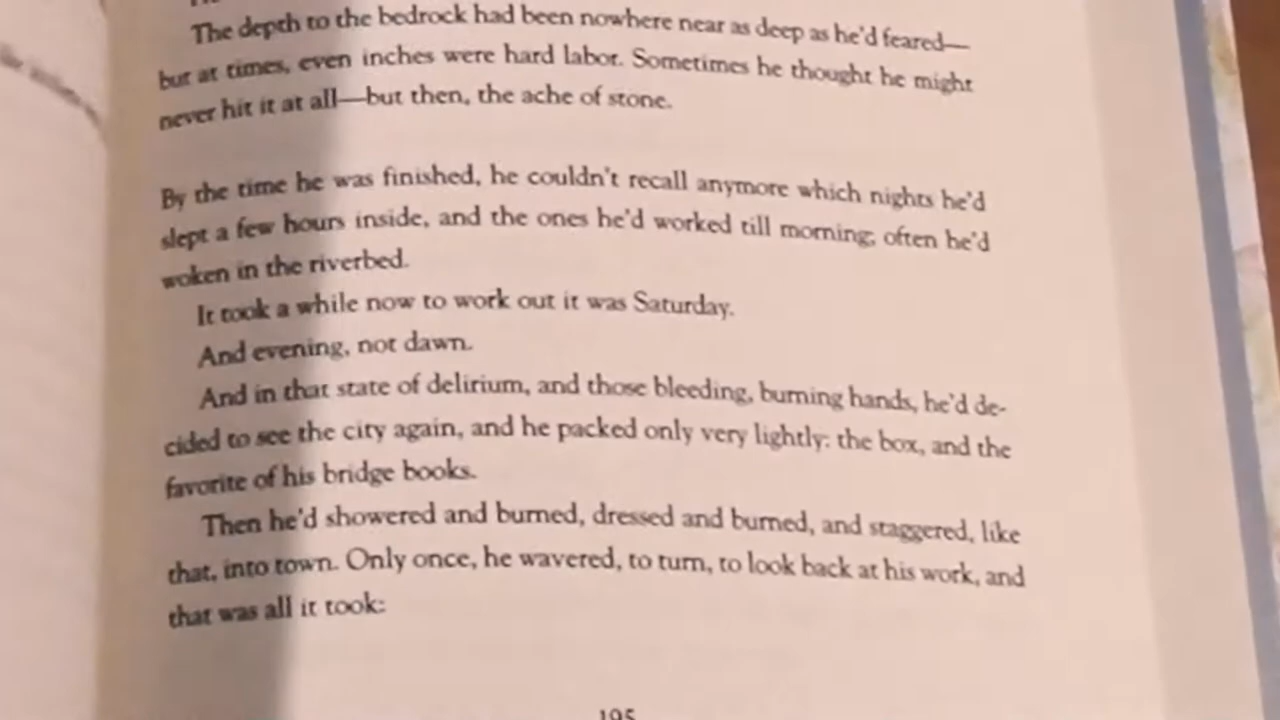 The depth to the bedrock had been nowhere near as deep as he'd feared—
but at times, even inches were hard labor. Sometimes he thought he might
never hit it at all—but then, the ache of stone.
By the time he was finished, he couldn't recall anymore which nights he'd
slept a few hours inside, and the ones he'd worked till morning; often he'd
woken in the riverbed.
It took a while now to work out it was Saturday.
And evening, not dawn.
And in that state of delirium, and those bleeding, burning hands, he'd de-
cided to see the city again, and he packed only very lightly: the box, and the
favorite of his bridge books.
Then he'd showered and burned, dressed and burned, and staggered, like
that, into town. Only once, he wavered, to turn, to look back at his work, and
that was all it took:
195